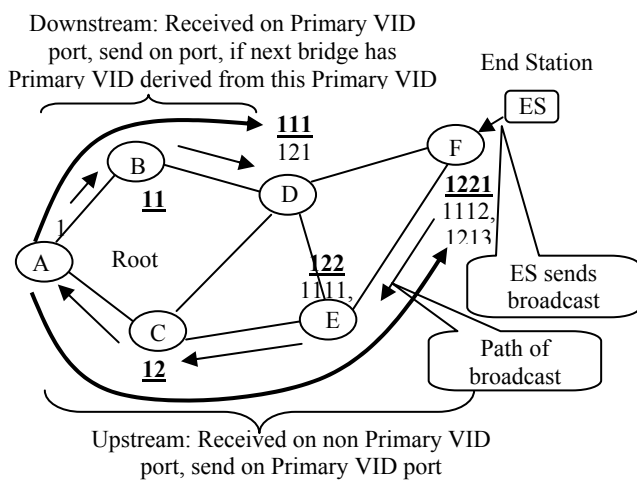 Downstream: Received on Primary VID
port, send on port, if next bridge has
Primary VID derived from this Primary VID
End Station
ES
111
121
B
F
11
D
1221
1112,
1213
1
A
Root
122
1111,
ES sends
broadcast
C
E
12
Path of
broadcast
Upstream: Received on non Primary VID
port, send on Primary VID port